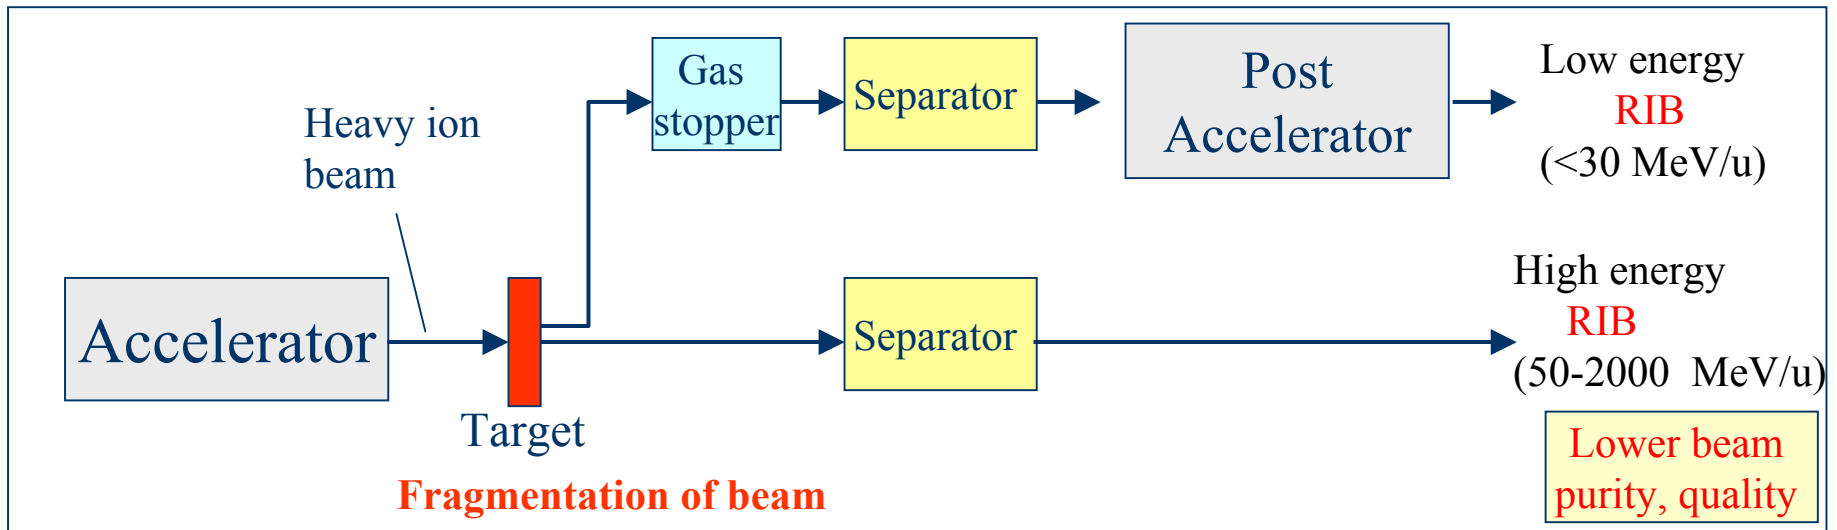 Gas
stopper
Separator
Post
Accelerator
Low energy
RIB
(<30 MeV/u)
Heavy ion
beam
Accelerator
Target
Fragmentation of beam
Separator
High energy
RIB
(50-2000 MeV/u)
Lower beam
purity, quality